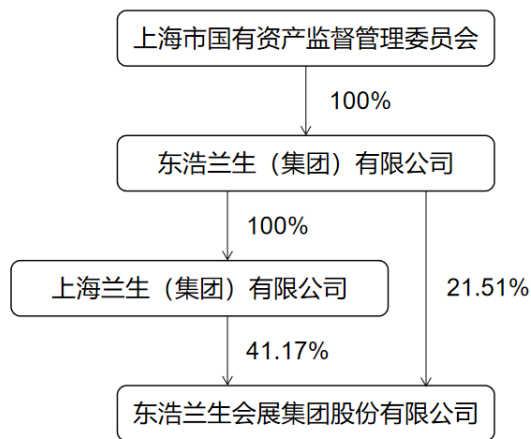 上海市国有资产监督管理委员会
100%
东浩兰生（集团）有限公司
100%
上海兰生（集团）有限公司
21.51%
41.17%
东浩兰生会展集团股份有限公司